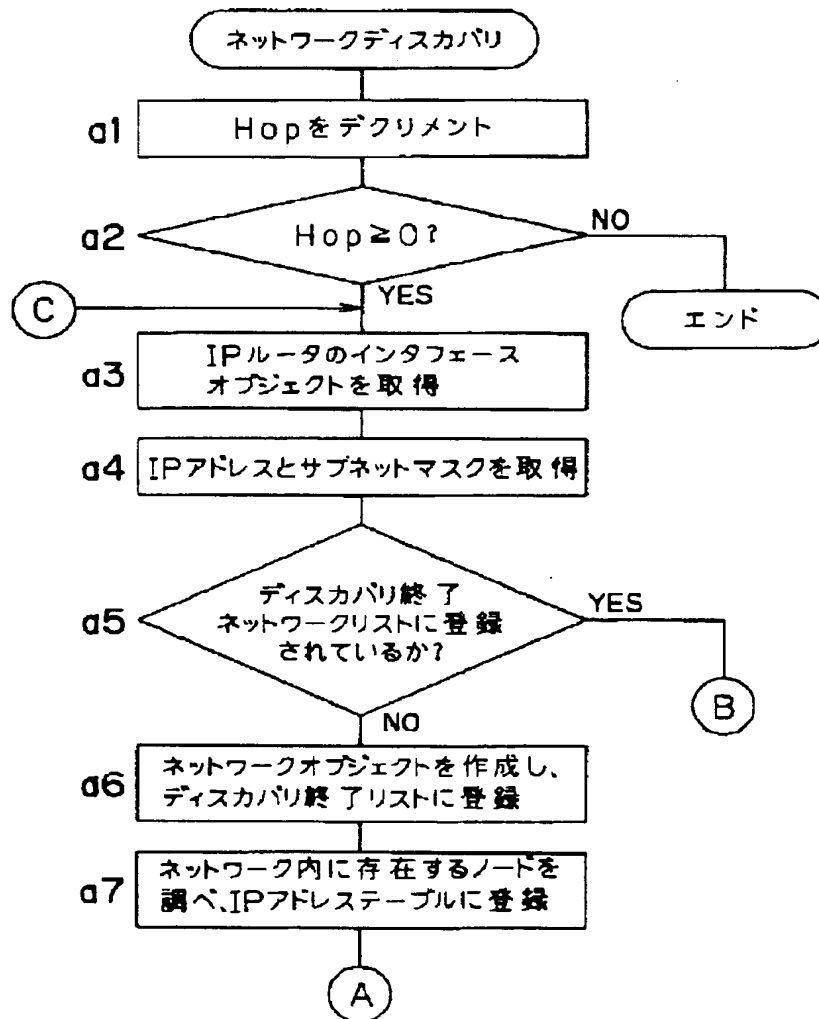 ネットワークディスカバリ
a1
Hopをデクリメント
a2
Hop≧0?
NO
YES
C
エンド
a3
IPルータのインタフェース
オブジェクトを取得
a4
IPアドレスとサブネットマスクを取得
a5
ディスカバリ終了
ネットワークリストに登録
されているか?
YES
B
NO
a6
ネットワークオブジェクトを作成し、
ディスカバリ終了リストに登録
a7
ネットワーク内に存在するノードを
調べ、IPアドレステーブルに登録
A